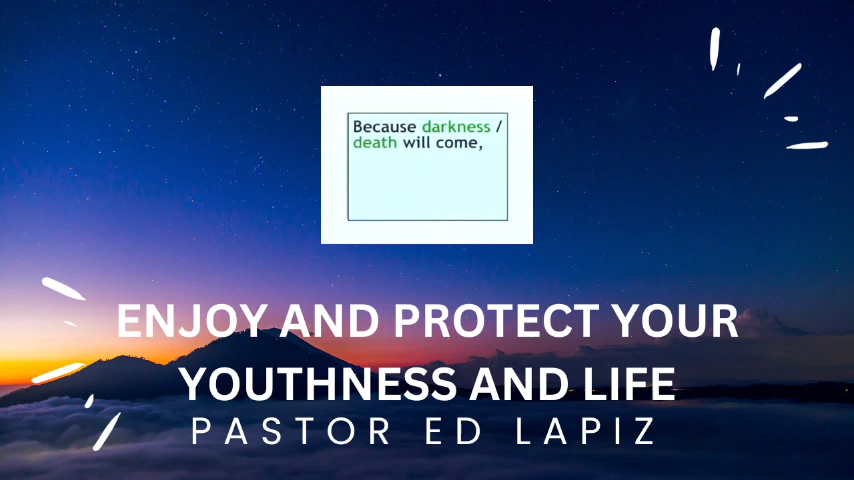 Because darkness /
death will come,
ENJOY AND PROTECT YOUR
YOUTHNESS AND LIFE
PASTOR ED LAPIZ